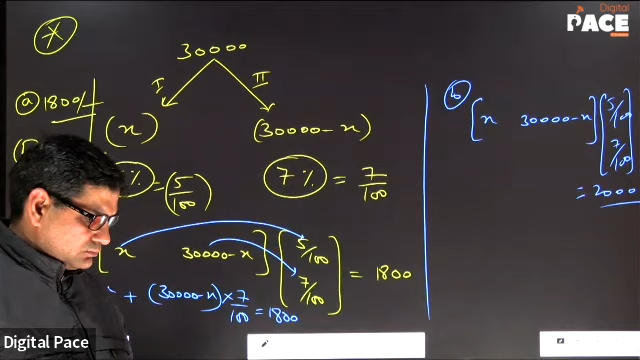 Digital
PACE
30000
I
II
(a) 1800/-
(x)
(30000-x)
% = (5/100)
7% = 7/100
[x 30000-x] [5/100 7/100] = 1800
+ (30000-x) × 7/100 = 1800
(b) [x 30000-x] [5/100 7/100]
= 2000
Digital Pace